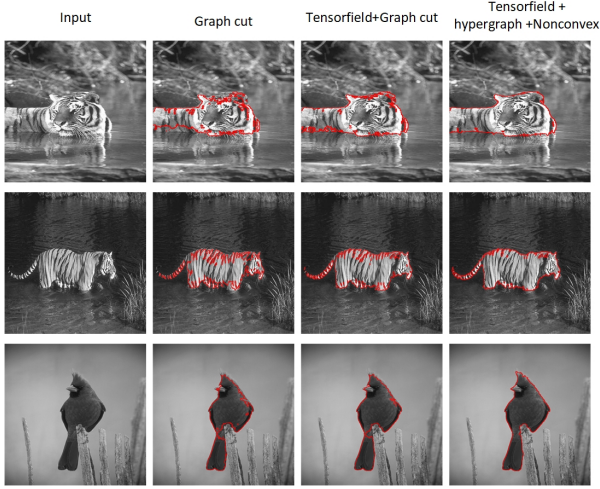 Input
Graph cut
Tensorfield+Graph cut
Tensorfield +
hypergraph +Nonconvex